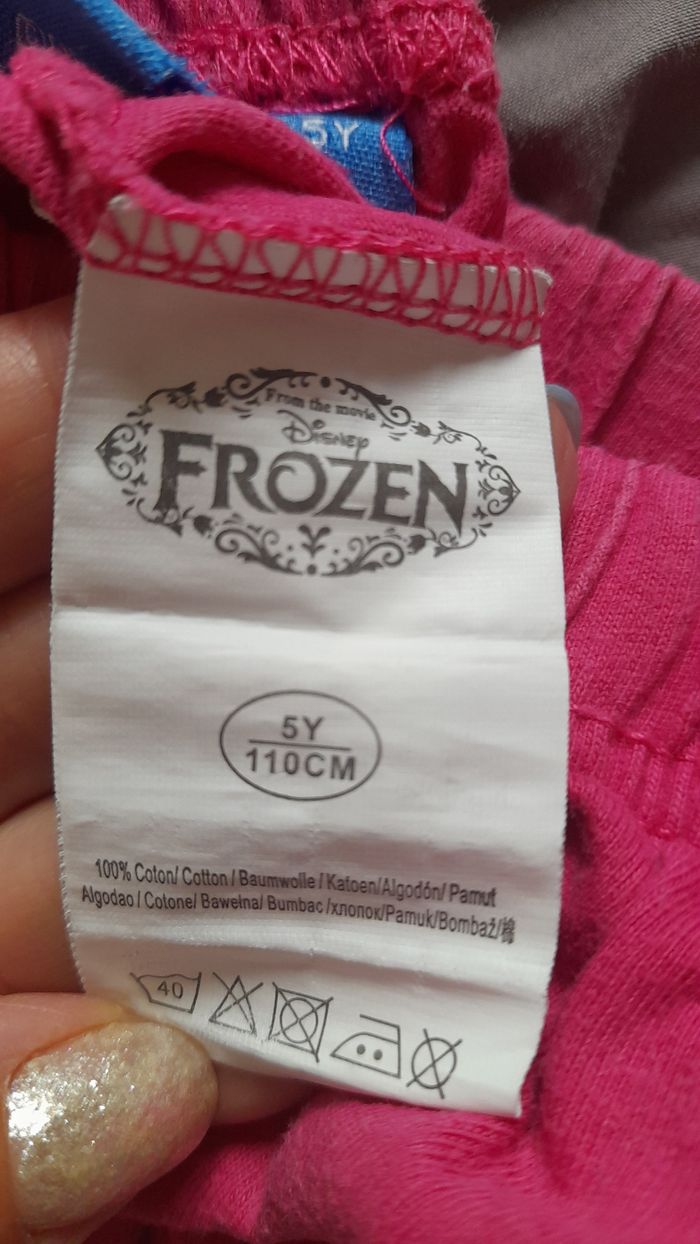 5Y
From the movie
Disney
FROZEN
5Y
110CM
100% Coton/ Cotton / Baumwolle / Katoen/Algodón/ Pamut
Algodao / Cotone/ Bawełna/ Bumbac /хлопок/Pamuk/Bombaž/棉
40